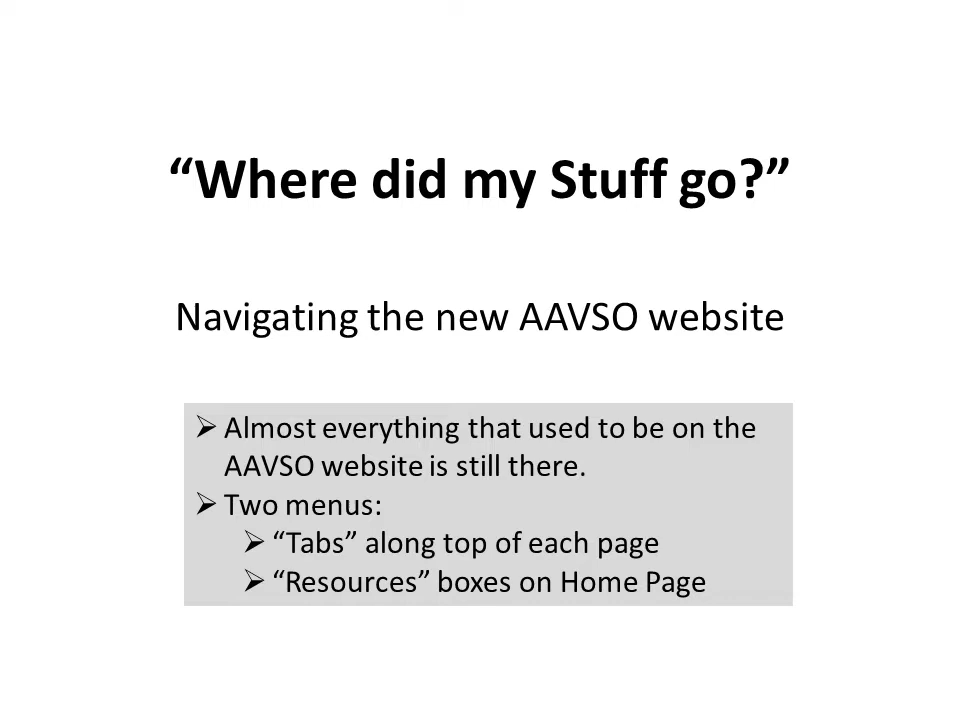 “Where did my Stuff go?”
Navigating the new AAVSO website
➢ Almost everything that used to be on the
AAVSO website is still there.
➢ Two menus:
➢ “Tabs” along top of each page
➢ “Resources” boxes on Home Page